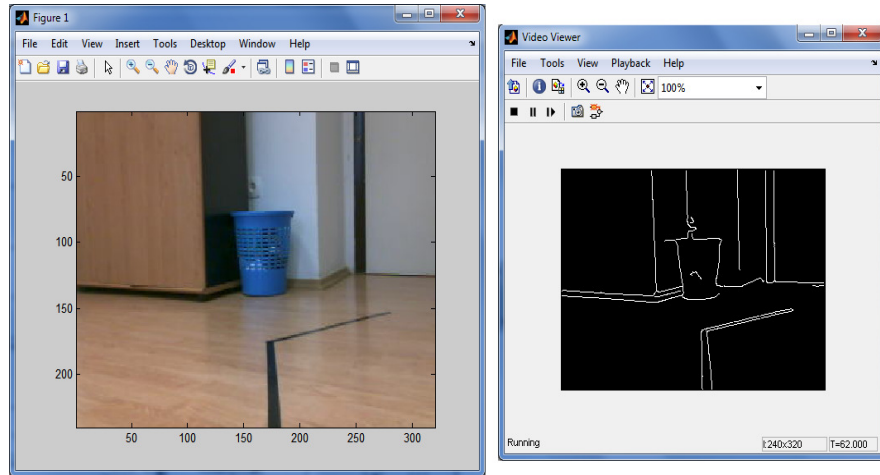 Figure 1
File Edit View Insert Tools Desktop Window Help
50
100
150
200
50 100 150 200 250 300
Video Viewer
File Tools View Playback Help
100%
Running
I:240x320 T=62.000